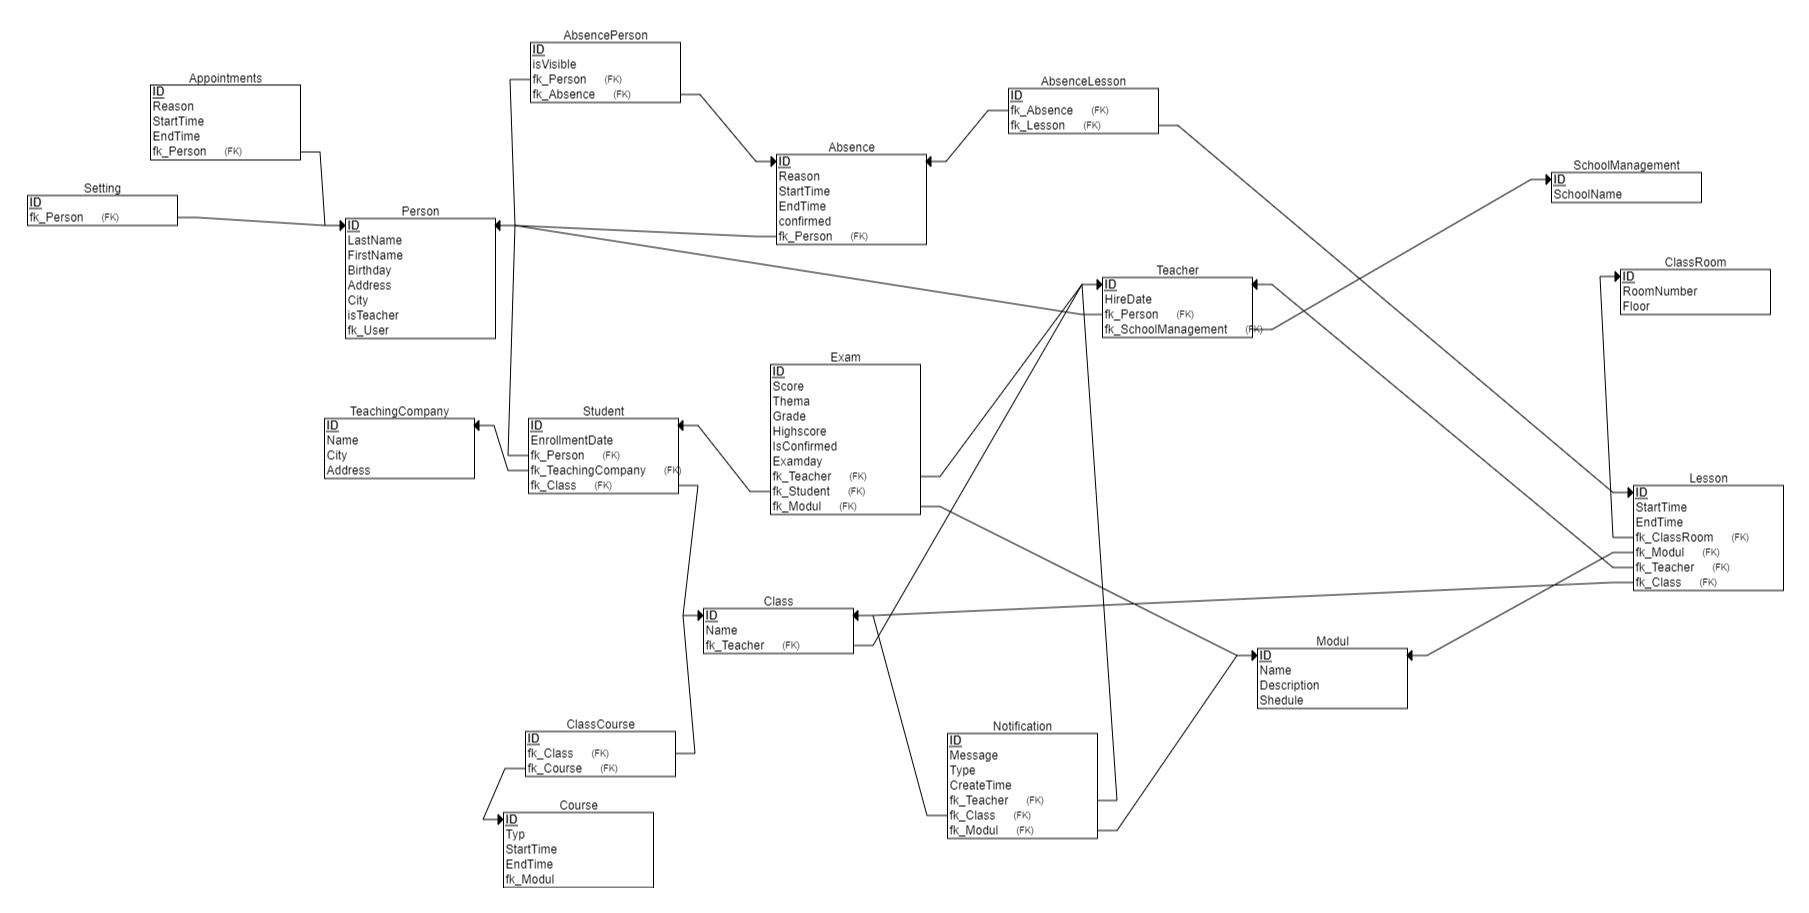 AbsencePerson
ID
isVisible
fk_Person (FK)
fk_Absence (FK)
Appointments
ID
Reason
StartTime
EndTime
fk_Person (FK)
AbsenceLesson
ID
fk_Absence (FK)
fk_Lesson (FK)
Absence
ID
Reason
StartTime
EndTime
confirmed
fk_Person (FK)
SchoolManagement
ID
SchoolName
Setting
ID
fk_Person (FK)
Person
ID
LastName
FirstName
Birthday
Address
City
isTeacher
fk_User
Teacher
ID
HireDate
fk_Person (FK)
fk_SchoolManagement (FK)
ClassRoom
ID
RoomNumber
Floor
Exam
ID
Score
Thema
Grade
Highscore
IsConfirmed
Examday
fk_Teacher (FK)
fk_Student (FK)
fk_Modul (FK)
TeachingCompany
ID
Name
City
Address
Student
ID
EnrollmentDate
fk_Person (FK)
fk_TeachingCompany (FK)
fk_Class (FK)
Lesson
ID
StartTime
EndTime
fk_ClassRoom (FK)
fk_Modul (FK)
fk_Teacher (FK)
fk_Class (FK)
Class
ID
Name
fk_Teacher (FK)
Modul
ID
Name
Description
Shedule
ClassCourse
ID
fk_Class (FK)
fk_Course (FK)
Notification
ID
Message
Type
CreateTime
fk_Teacher (FK)
fk_Class (FK)
fk_Modul (FK)
Course
ID
Typ
StartTime
EndTime
fk_Modul